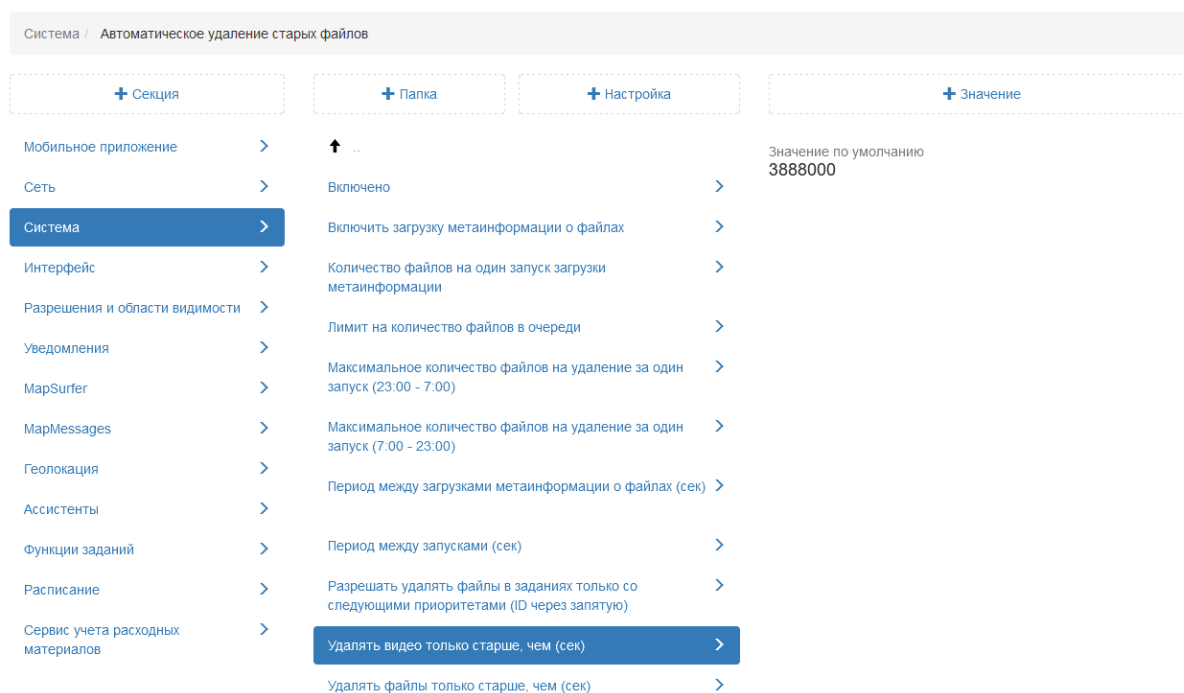 Система / Автоматическое удаление старых файлов
+ Секция
+ Папка
+ Настройка
+ Значение
Мобильное приложение
Сеть
Система
Интерфейс
Разрешения и области видимости
Уведомления
MapSurfer
MapMessages
Геолокация
Ассистенты
Функции заданий
Расписание
Сервис учета расходных
материалов
..
Включено
Включить загрузку метаинформации о файлах
Количество файлов на один запуск загрузки
метаинформации
Лимит на количество файлов в очереди
Максимальное количество файлов на удаление за один
запуск (23:00 - 7:00)
Максимальное количество файлов на удаление за один
запуск (7:00 - 23:00)
Период между загрузками метаинформации о файлах (сек)
Период между запусками (сек)
Разрешать удалять файлы в заданиях только со
следующими приоритетами (ID через запятую)
Удалять видео только старше, чем (сек)
Удалять файлы только старше, чем (сек)
Значение по умолчанию
3888000